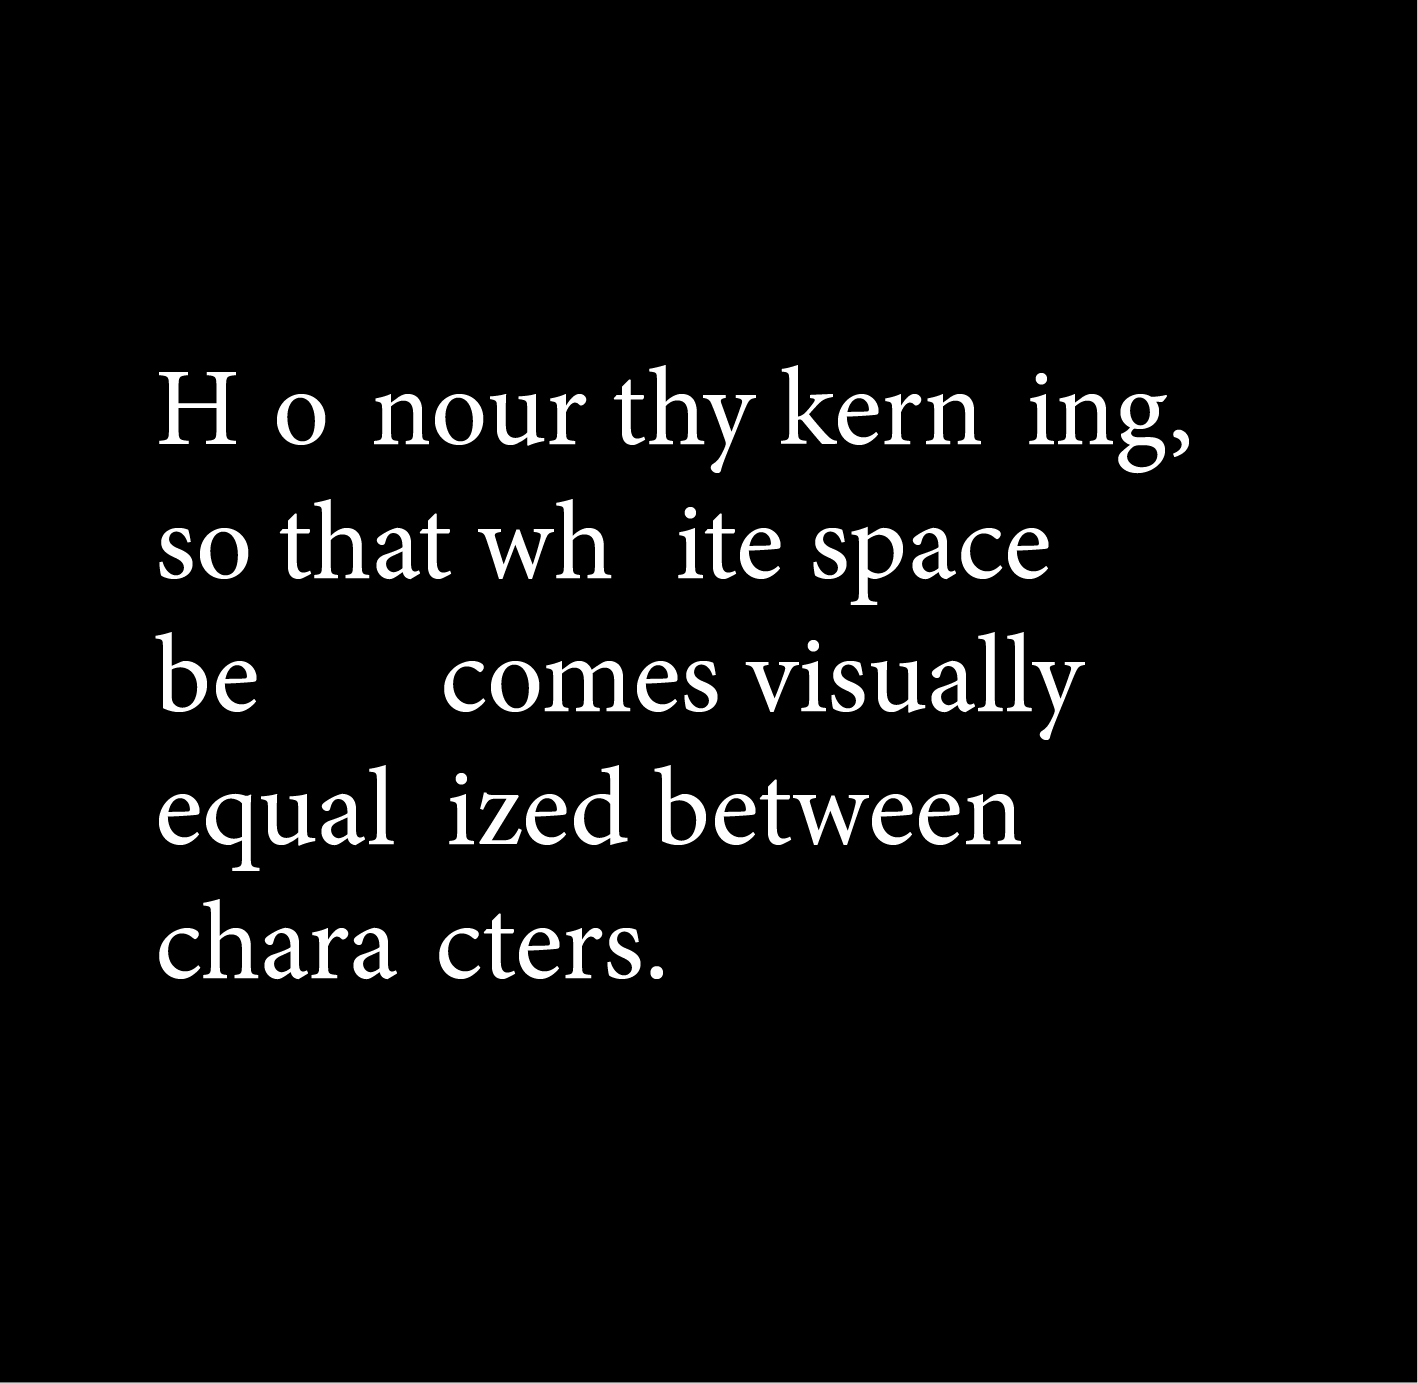 H o nour thy kern ing,
so that wh ite space
be comes visually
equal ized between
chara cters.